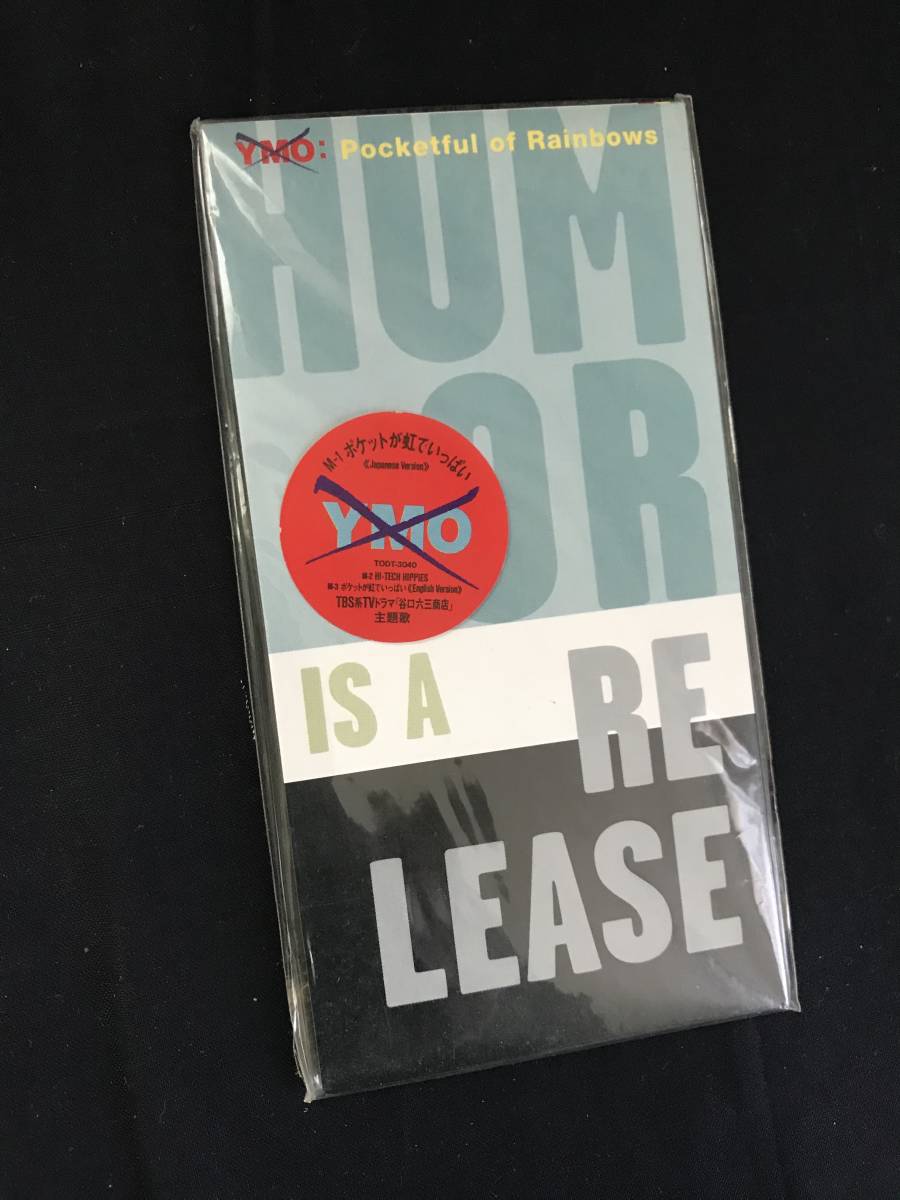 YMO: Pocketful of Rainbows
HUM
OR
M-1 ポケットが虹でいっぱい
《Japanese Version》
YMO
TODT-3040
M-2 HI-TECH HIPPIES
M-3 ポケットが虹でいっぱい《English Version》
TBS系TVドラマ「谷口六三商店」
主題歌
IS A
RE
LEASE